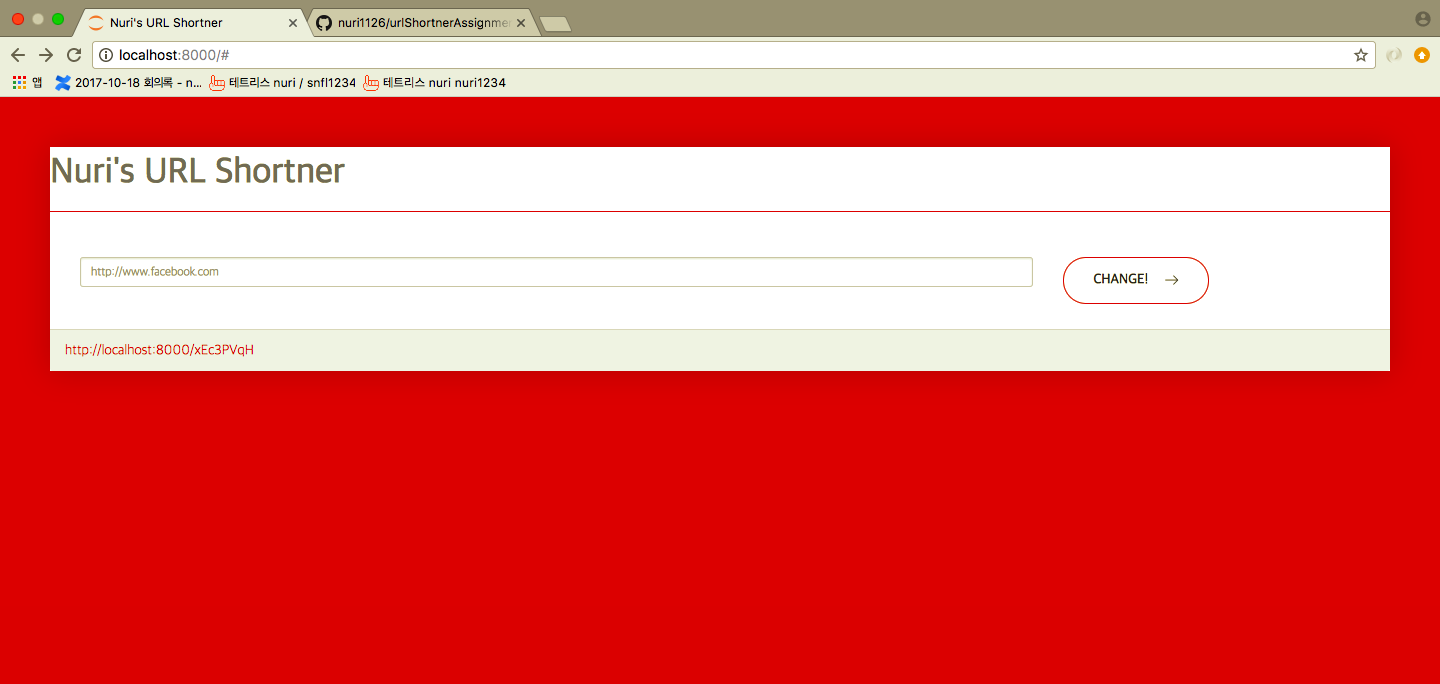 Nuri's URL Shortner
nuri1126/urlShortnerAssignmen
localhost:8000/#
앱
2017-10-18 회의록 - n...
테트리스 nuri / snfl1234
테트리스 nuri nuri1234
Nuri's URL Shortner
http://www.facebook.com
CHANGE!
http://localhost:8000/xEc3PVqH